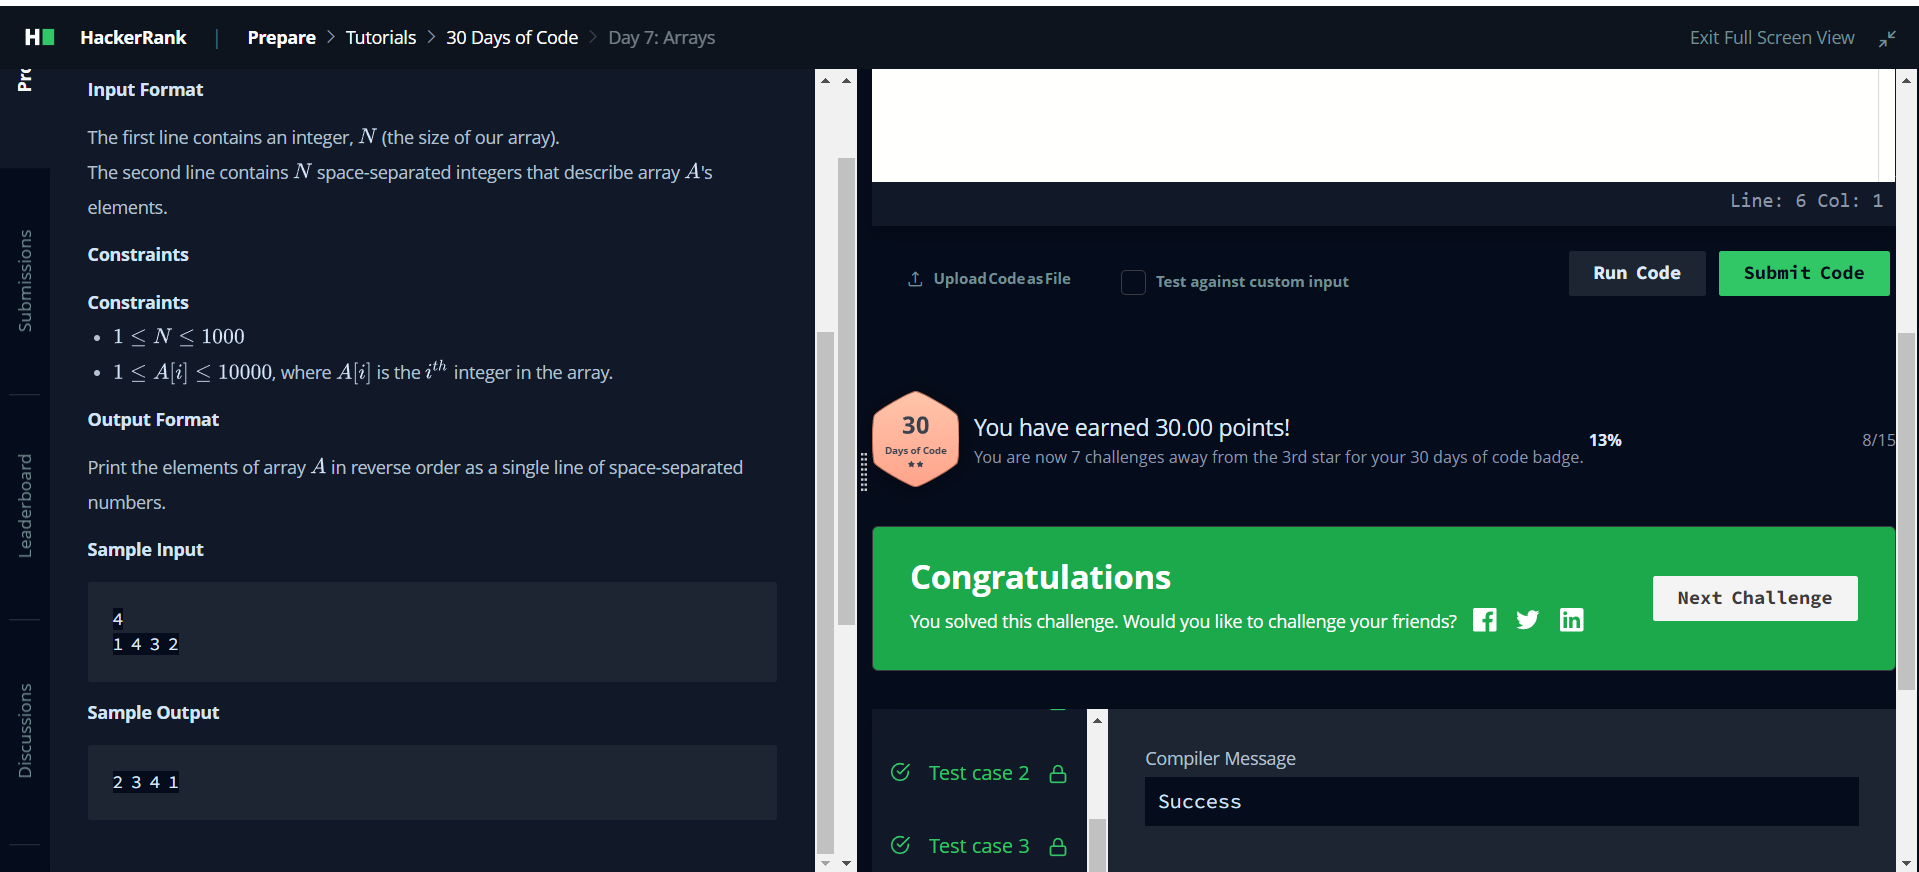 HackerRank | Prepare > Tutorials > 30 Days of Code > Day 7: Arrays
Exit Full Screen View
Submissions
Leaderboard
Discussions
Input Format
The first line contains an integer, N (the size of our array).
The second line contains N space-separated integers that describe array A's
elements.
Constraints
Constraints
• 1 ≤ N ≤ 1000
• 1 ≤ A[i] ≤ 10000, where A[i] is the i^th integer in the array.
Output Format
Print the elements of array A in reverse order as a single line of space-separated
numbers.
Sample Input
4
1 4 3 2
Sample Output
2 3 4 1
Line: 6 Col: 1
Upload Code as File
Test against custom input
Run Code
Submit Code
30
Days of Code
You have earned 30.00 points!
You are now 7 challenges away from the 3rd star for your 30 days of code badge.
13%
8/15
Congratulations
You solved this challenge. Would you like to challenge your friends?
Next Challenge
Test case 2
Test case 3
Compiler Message
Success